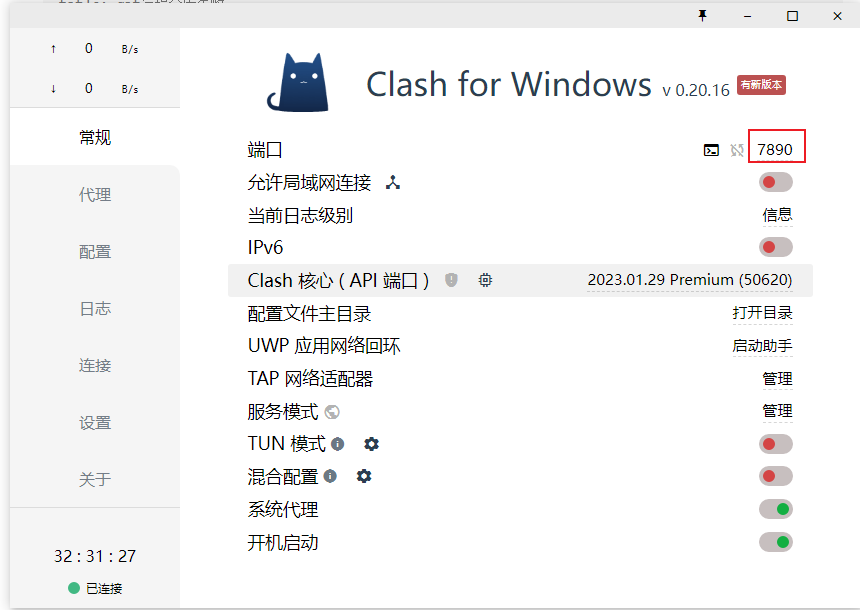 ↑ 0 B/s
↓ 0 B/s
常规
代理
配置
日志
连接
设置
关于
32 : 31 : 27
已连接
Clash for Windows v 0.20.16 有新版本
端口 7890
允许局域网连接
当前日志级别 信息
IPv6
Clash 核心 ( API 端口 ) 2023.01.29 Premium (50620)
配置文件主目录 打开目录
UWP 应用网络回环 启动助手
TAP 网络适配器 管理
服务模式 管理
TUN 模式
混合配置
系统代理
开机启动